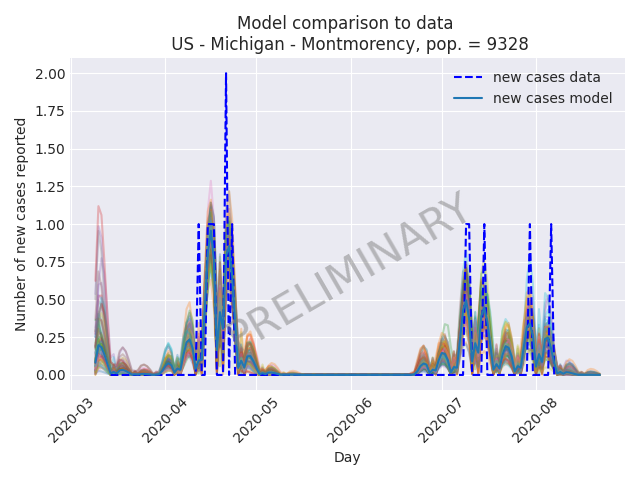 Model comparison to data
US - Michigan - Montmorency, pop. = 9328
2.00
1.75
1.50
1.25
1.00
0.75
0.50
0.25
0.00
Number of new cases reported
new cases data
new cases model
PRELIMINARY
2020-03
2020-04
2020-05
2020-06
2020-07
2020-08
Day